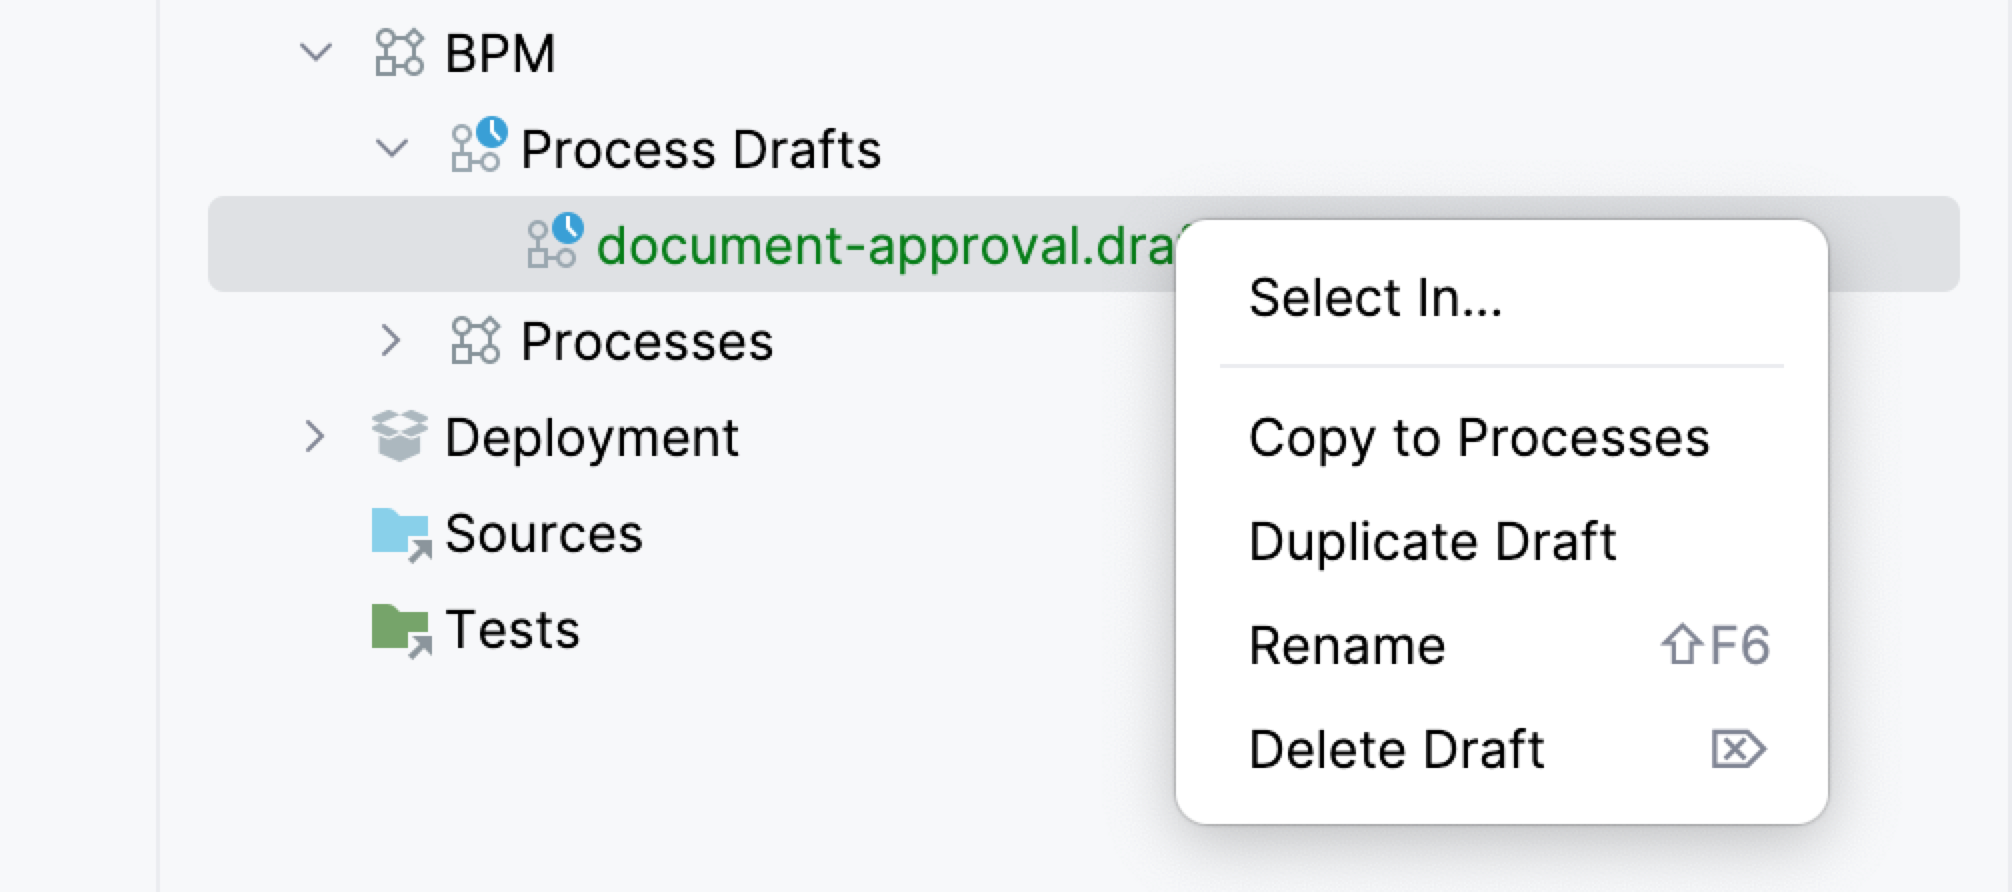 BPM
Process Drafts
document-approval.dra
Processes
Deployment
Sources
Tests
Select In...
Copy to Processes
Duplicate Draft
Rename ⇧F6
Delete Draft ⌦